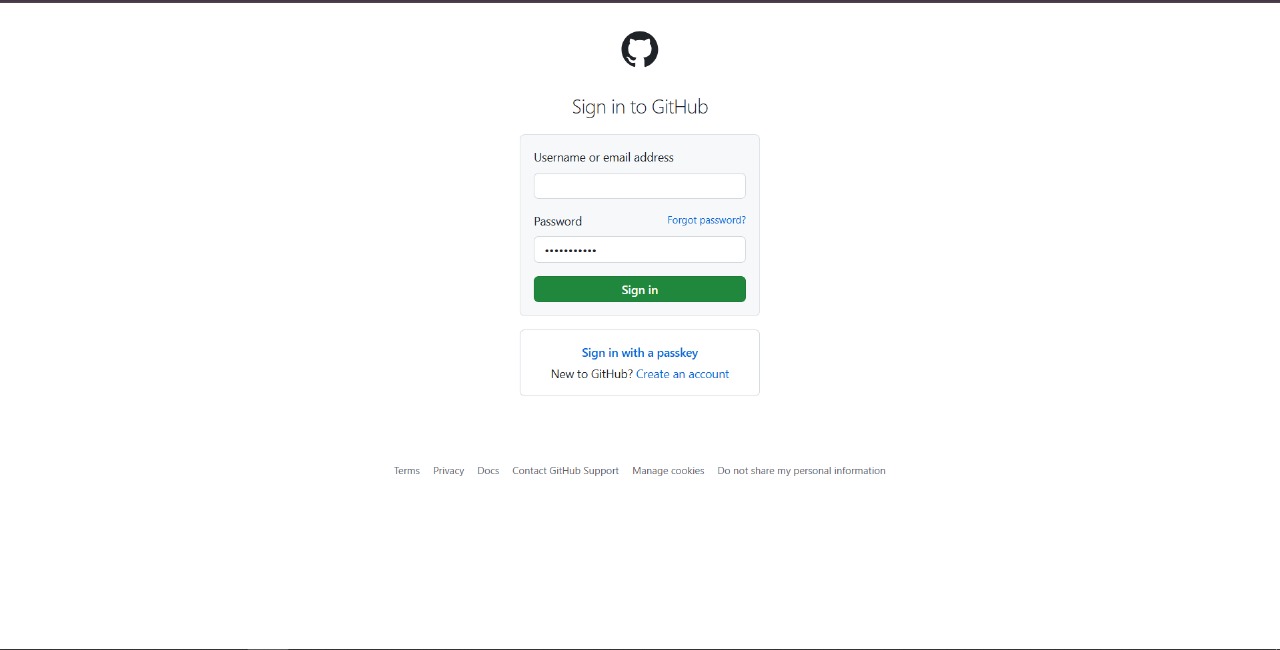 Sign in to GitHub
Username or email address
Password Forgot password?
•••••••••••
Sign in
Sign in with a passkey
New to GitHub? Create an account
Terms Privacy Docs Contact GitHub Support Manage cookies Do not share my personal information